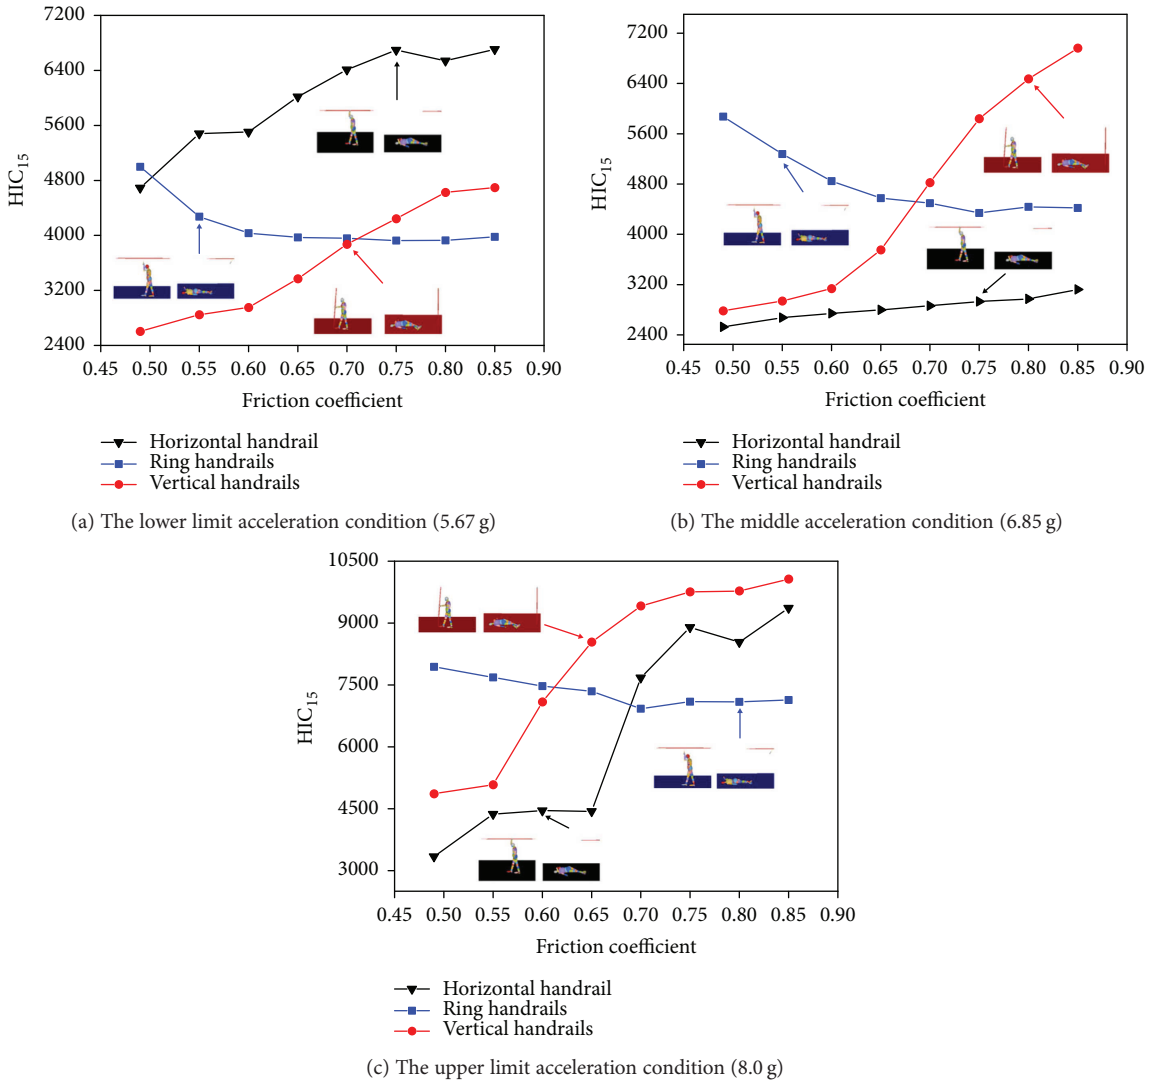 7200
6400
5600
4800
4000
3200
2400
HIC15
0.45 0.50 0.55 0.60 0.65 0.70 0.75 0.80 0.85 0.90
Friction coefficient
Horizontal handrail
Ring handrails
Vertical handrails
(a) The lower limit acceleration condition (5.67 g)
7200
6400
5600
4800
4000
3200
2400
HIC15
0.45 0.50 0.55 0.60 0.65 0.70 0.75 0.80 0.85 0.90
Friction coefficient
Horizontal handrail
Ring handrails
Vertical handrails
(b) The middle acceleration condition (6.85 g)
10500
9000
7500
6000
4500
3000
HIC15
0.45 0.50 0.55 0.60 0.65 0.70 0.75 0.80 0.85 0.90
Friction coefficient
Horizontal handrail
Ring handrails
Vertical handrails
(c) The upper limit acceleration condition (8.0 g)